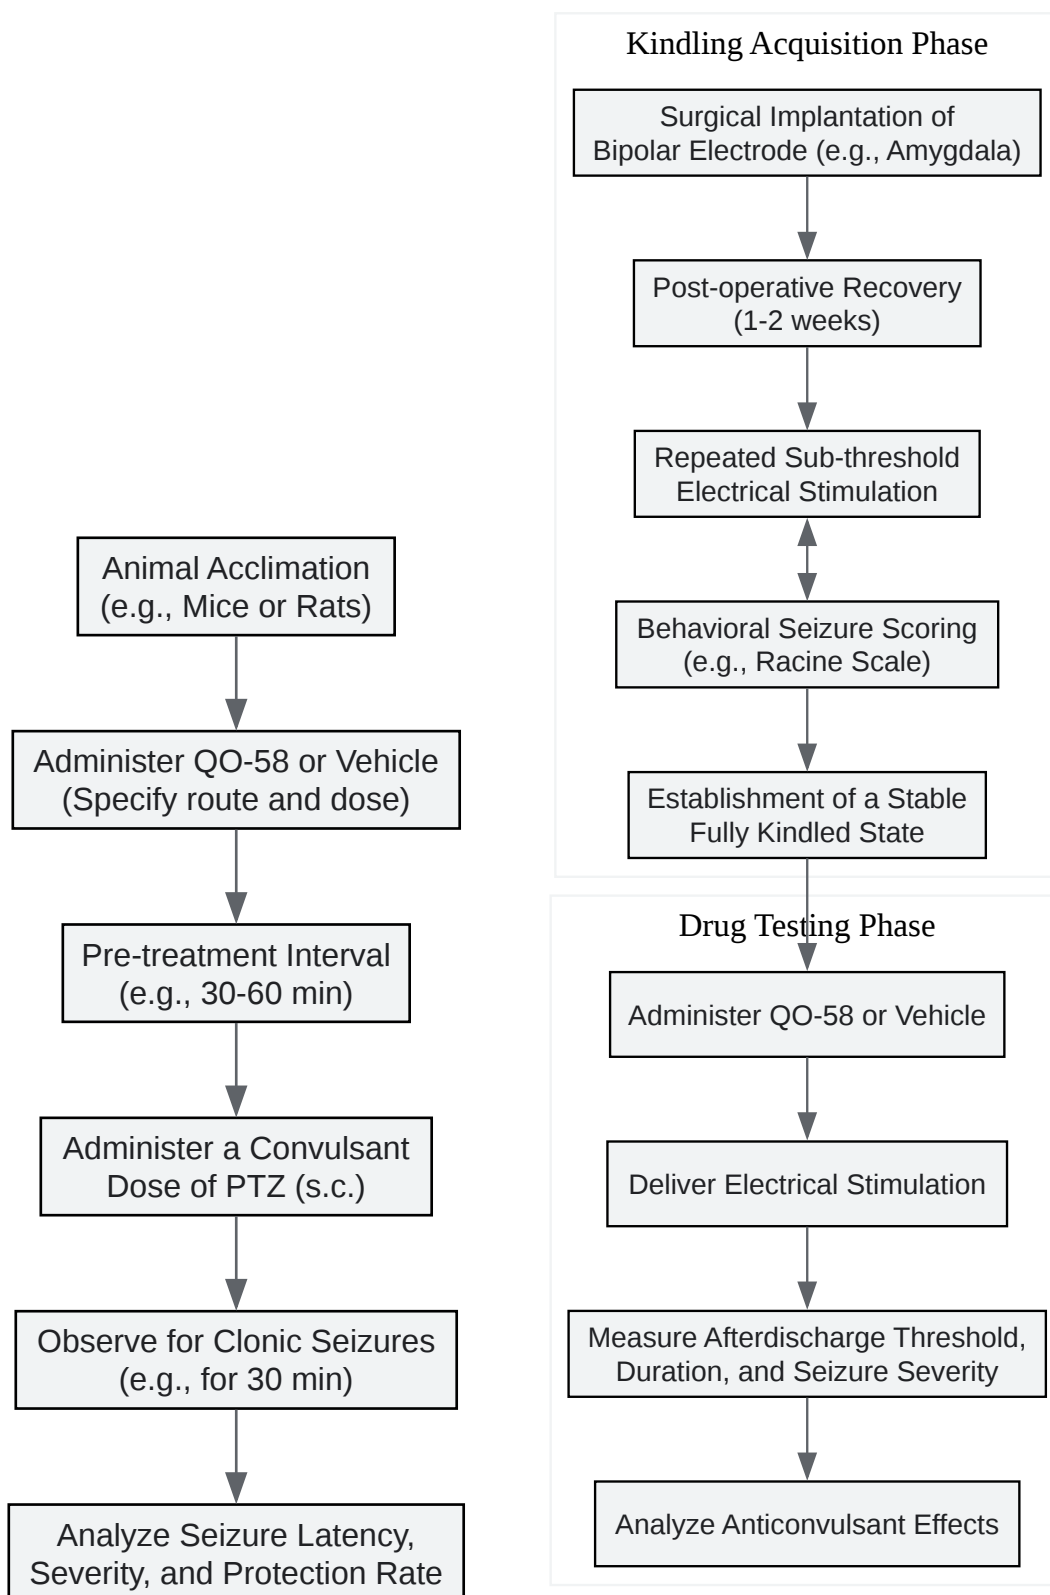 Animal Acclimation
(e.g., Mice or Rats)
Administer QO-58 or Vehicle
(Specify route and dose)
Pre-treatment Interval
(e.g., 30-60 min)
Administer a Convulsant
Dose of PTZ (s.c.)
Observe for Clonic Seizures
(e.g., for 30 min)
Analyze Seizure Latency,
Severity, and Protection Rate
Kindling Acquisition Phase
Surgical Implantation of
Bipolar Electrode (e.g., Amygdala)
Post-operative Recovery
(1-2 weeks)
Repeated Sub-threshold
Electrical Stimulation
Behavioral Seizure Scoring
(e.g., Racine Scale)
Establishment of a Stable
Fully Kindled State
Drug Testing Phase
Administer QO-58 or Vehicle
Deliver Electrical Stimulation
Measure Afterdischarge Threshold,
Duration, and Seizure Severity
Analyze Anticonvulsant Effects